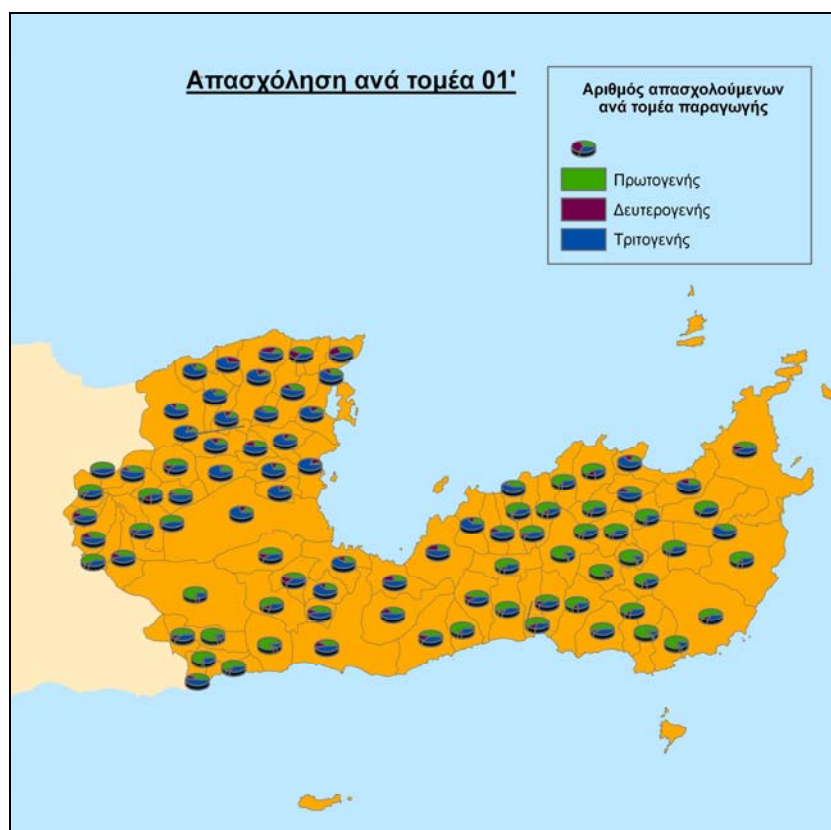 Απασχόληση ανά τομέα 01'
Αριθμός απασχολούμενων
ανά τομέα παραγωγής
Πρωτογενής
Δευτερογενής
Τριτογενής